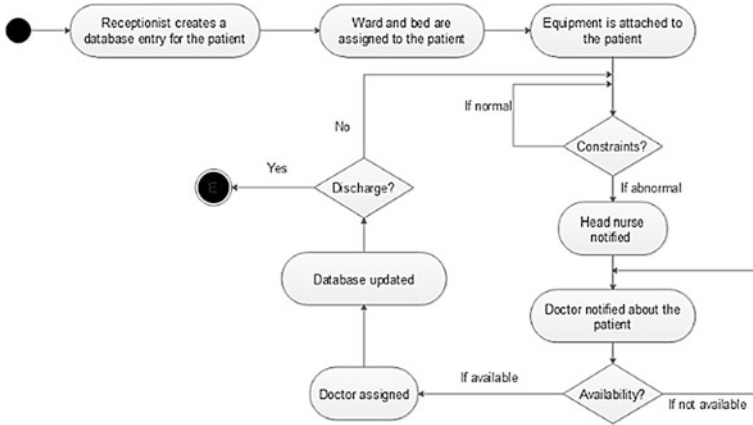 Receptionist creates a
database entry for the patient
Ward and bed are
assigned to the patient
Equipment is attached to
the patient
If normal
No
Constraints?
Yes
Discharge?
E
If abnormal
Head nurse
notified
Database updated
Doctor notified about the
patient
If available
Doctor assigned
Availability?
If not available